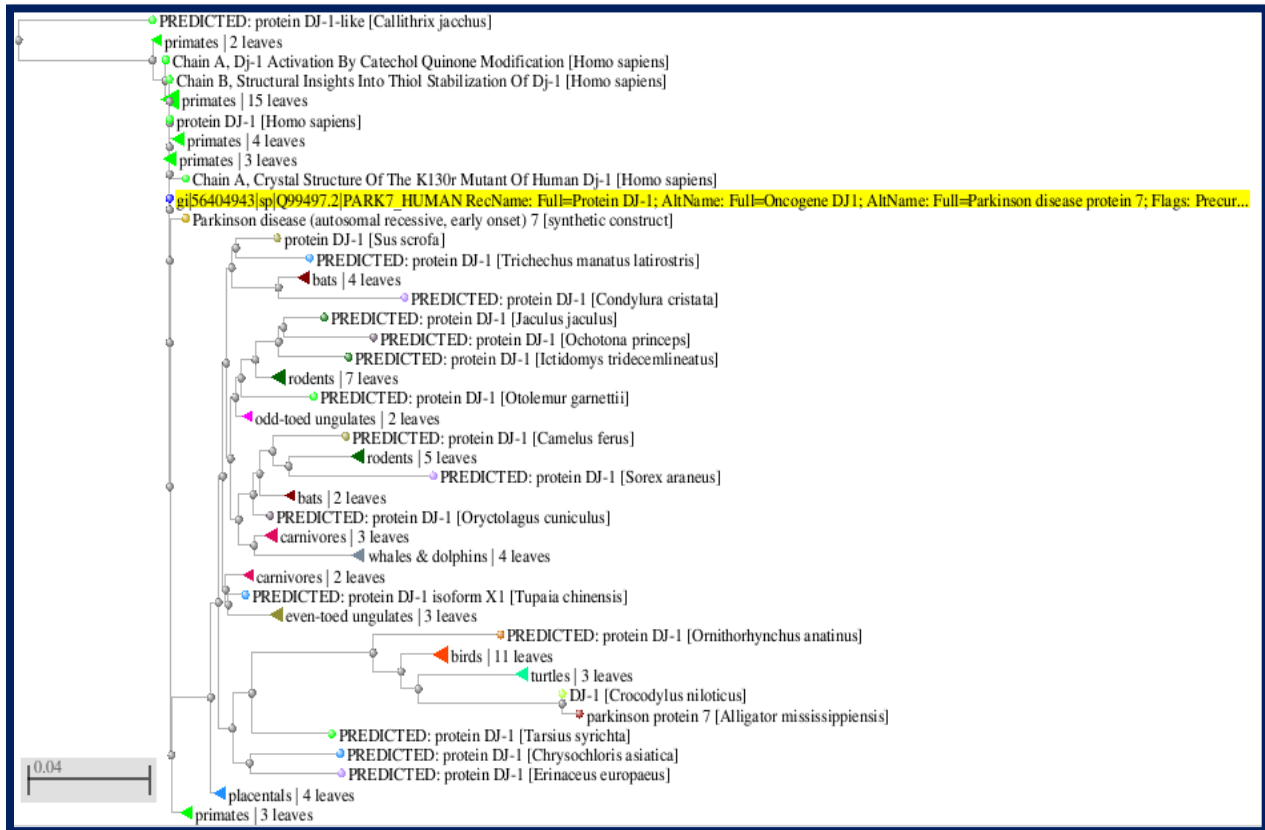 PREDICTED: protein DJ-1-like [Callithrix jacchus]
primates | 2 leaves
Chain A, Dj-1 Activation By Catechol Quinone Modification [Homo sapiens]
Chain B, Structural Insights Into Thiol Stabilization Of Dj-1 [Homo sapiens]
primates | 15 leaves
protein DJ-1 [Homo sapiens]
primates | 4 leaves
primates | 3 leaves
Chain A, Crystal Structure Of The K130r Mutant Of Human Dj-1 [Homo sapiens]
gi|56404943|sp|Q99497.2|PARK7_HUMAN RecName: Full=Protein DJ-1; AltName: Full=Oncogene DJ1; AltName: Full=Parkinson disease protein 7; Flags: Precur...
Parkinson disease (autosomal recessive, early onset) 7 [synthetic construct]
protein DJ-1 [Sus scrofa]
PREDICTED: protein DJ-1 [Trichechus manatus latirostris]
bats | 4 leaves
PREDICTED: protein DJ-1 [Condylura cristata]
PREDICTED: protein DJ-1 [Jaculus jaculus]
PREDICTED: protein DJ-1 [Ochotona princeps]
PREDICTED: protein DJ-1 [Ictidomys tridecemlineatus]
rodents | 7 leaves
PREDICTED: protein DJ-1 [Otolemur garnettii]
odd-toed ungulates | 2 leaves
PREDICTED: protein DJ-1 [Camelus ferus]
rodents | 5 leaves
PREDICTED: protein DJ-1 [Sorex araneus]
bats | 2 leaves
PREDICTED: protein DJ-1 [Oryctolagus cuniculus]
carnivores | 3 leaves
whales & dolphins | 4 leaves
carnivores | 2 leaves
PREDICTED: protein DJ-1 isoform X1 [Tupaia chinensis]
even-toed ungulates | 3 leaves
PREDICTED: protein DJ-1 [Ornithorhynchus anatinus]
birds | 11 leaves
turtles | 3 leaves
DJ-1 [Crocodylus niloticus]
parkinson protein 7 [Alligator mississippiensis]
PREDICTED: protein DJ-1 [Tarsius syrichta]
PREDICTED: protein DJ-1 [Chrysochloris asiatica]
0.04
PREDICTED: protein DJ-1 [Erinaceus europaeus]
placentals | 4 leaves
primates | 3 leaves